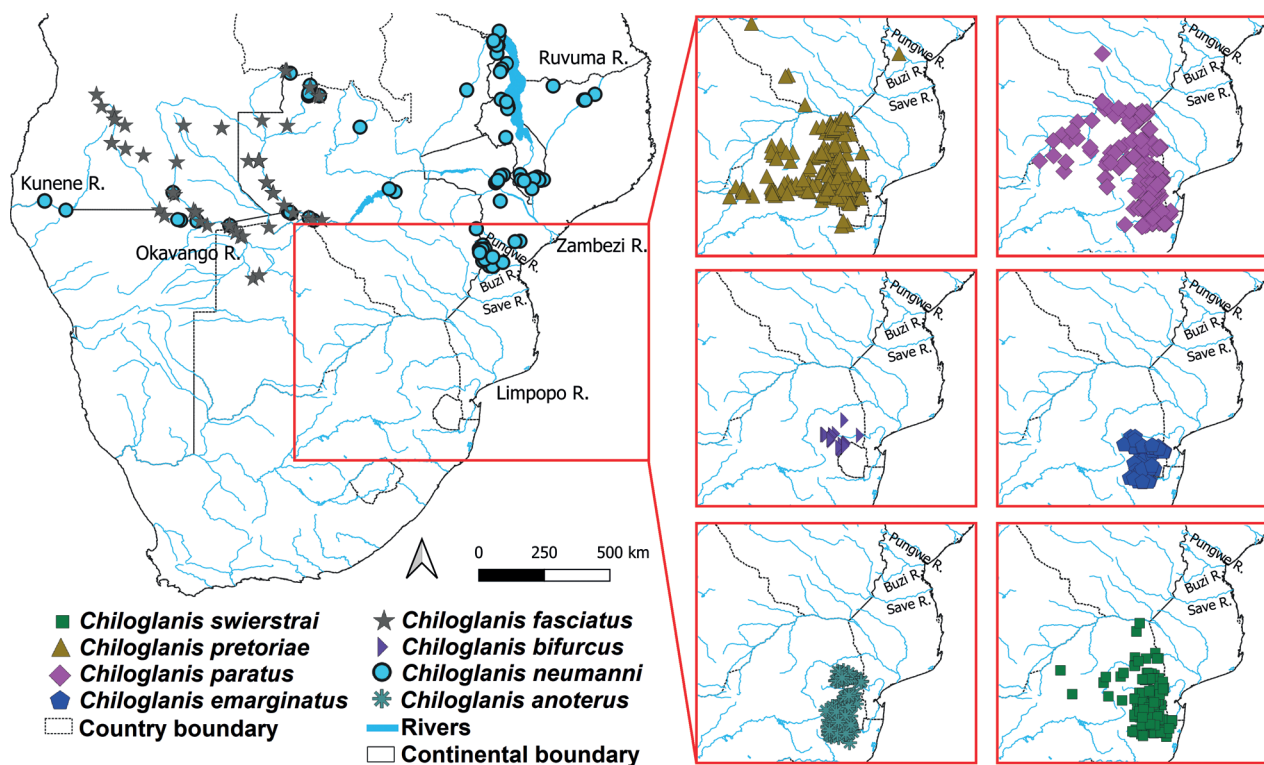 Ruvuma R.
Kunene R.
Okavango R.
Zambezi R.
Pungwe R.
Buzi R.
Save R.
Limpopo R.
0 250 500 km
Chiloglanis swierstrai
Chiloglanis pretoriae
Chiloglanis paratus
Chiloglanis emarginatus
Country boundary
Chiloglanis fasciatus
Chiloglanis bifurcus
Chiloglanis neumanni
Chiloglanis anoterus
Rivers
Continental boundary
Pungwe R.
Buzi R.
Save R.
Pungwe R.
Buzi R.
Save R.
Pungwe R.
Buzi R.
Save R.
Pungwe R.
Buzi R.
Save R.
Pungwe R.
Buzi R.
Save R.
Pungwe R.
Buzi R.
Save R.